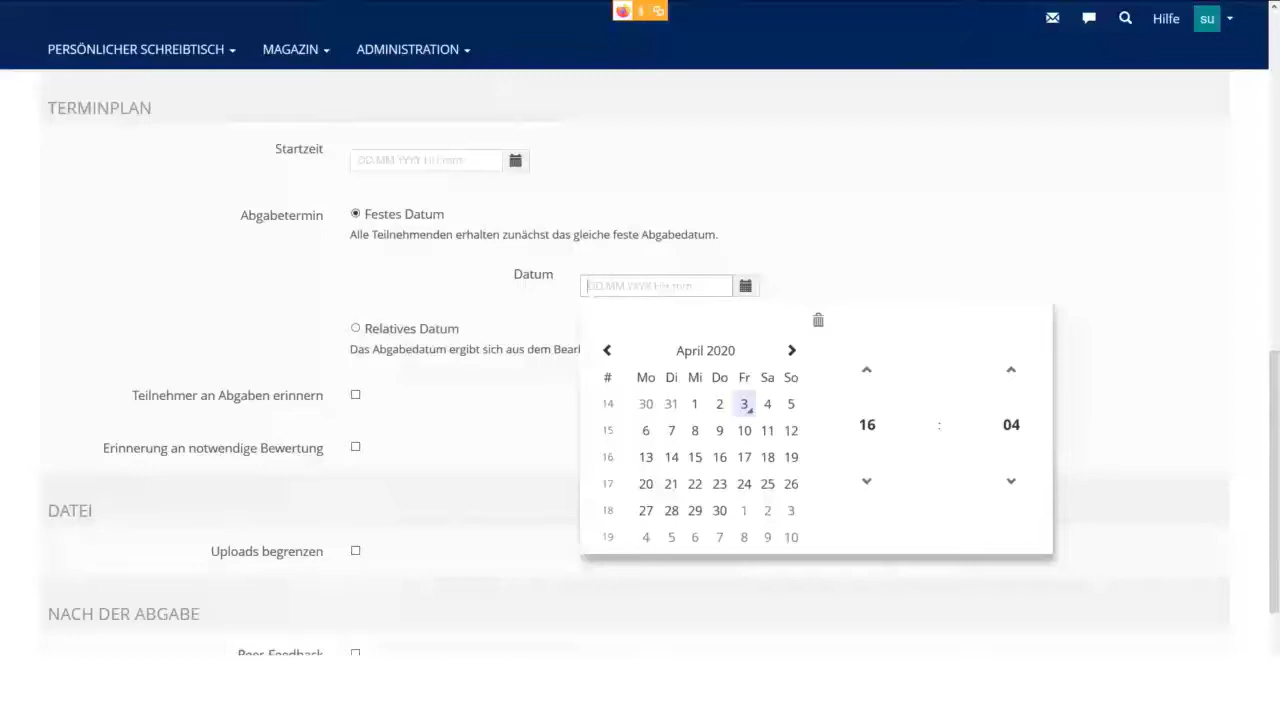 Hilfe su
PERSÖNLICHER SCHREIBTISCH MAGAZIN ADMINISTRATION
TERMINPLAN
Startzeit
DD.MM.YYYY HH:mm
Abgabetermin Festes Datum
Alle Teilnehmenden erhalten zunächst das gleiche feste Abgabedatum.
Datum
DD.MM.YYYY HH:mm
Relatives Datum
Das Abgabedatum ergibt sich aus dem Bear
April 2020
# Mo Di Mi Do Fr Sa So
14 30 31 1 2 3 4 5
15 6 7 8 9 10 11 12
16 13 14 15 16 17 18 19
17 20 21 22 23 24 25 26
18 27 28 29 30 1 2 3
19 4 5 6 7 8 9 10
16 : 04
Teilnehmer an Abgaben erinnern
Erinnerung an notwendige Bewertung
DATEI
Uploads begrenzen
NACH DER ABGABE
Peer-Feedback